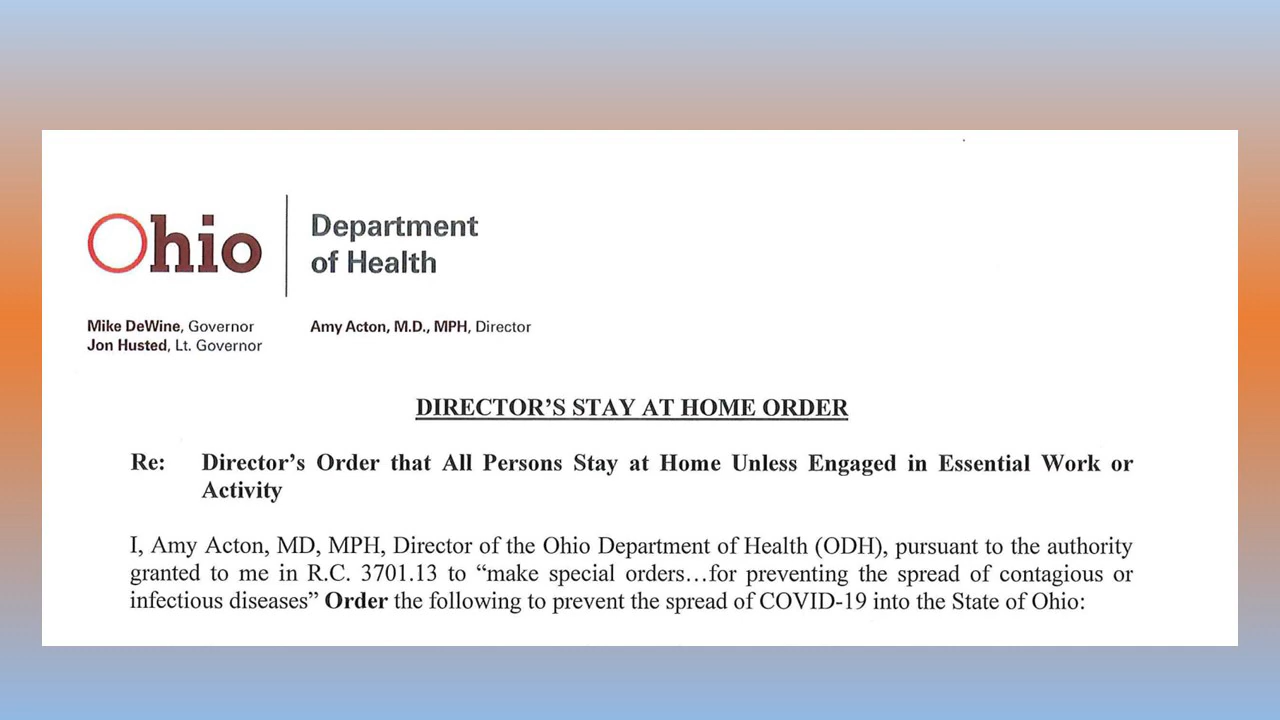 Ohio
Department
of Health
Mike DeWine, Governor
Jon Husted, Lt. Governor
Amy Acton, M.D., MPH, Director
DIRECTOR’S STAY AT HOME ORDER
Re: Director’s Order that All Persons Stay at Home Unless Engaged in Essential Work or
Activity
I, Amy Acton, MD, MPH, Director of the Ohio Department of Health (ODH), pursuant to the authority
granted to me in R.C. 3701.13 to “make special orders…for preventing the spread of contagious or
infectious diseases” Order the following to prevent the spread of COVID-19 into the State of Ohio: